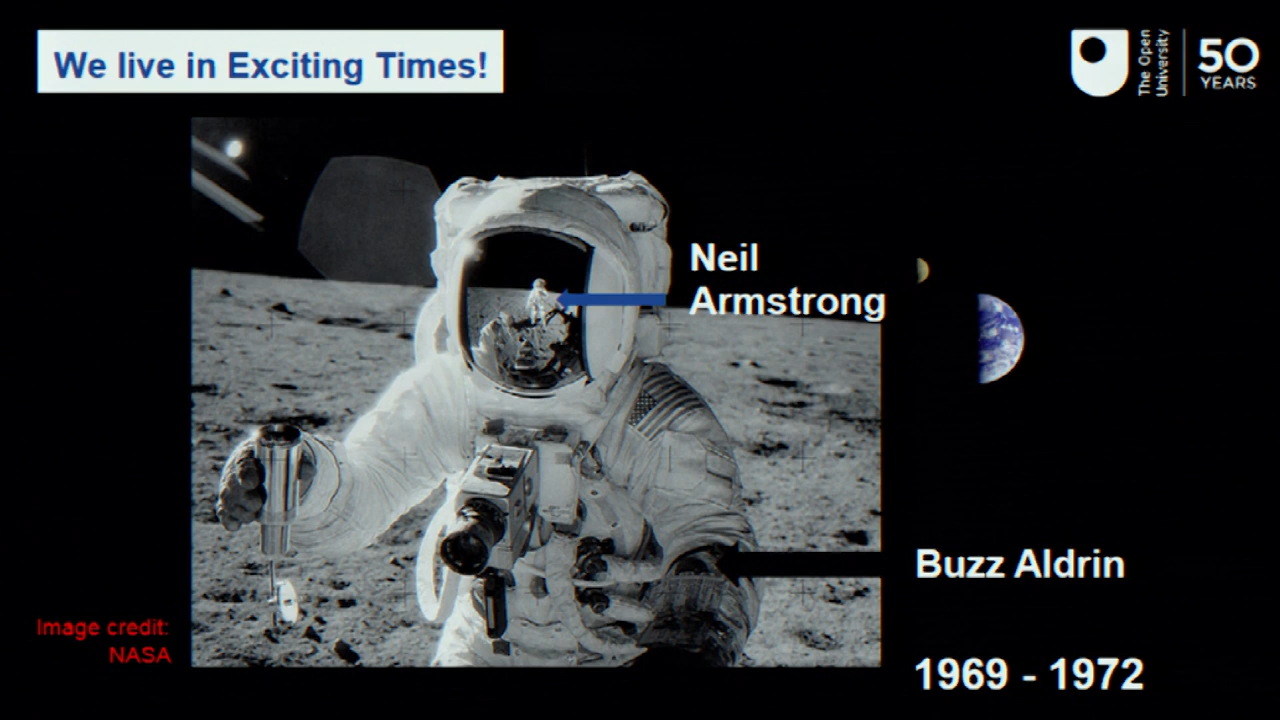 We live in Exciting Times!
The Open
University
50
YEARS
Neil
Armstrong
Buzz Aldrin
Image credit:
NASA
1969 - 1972